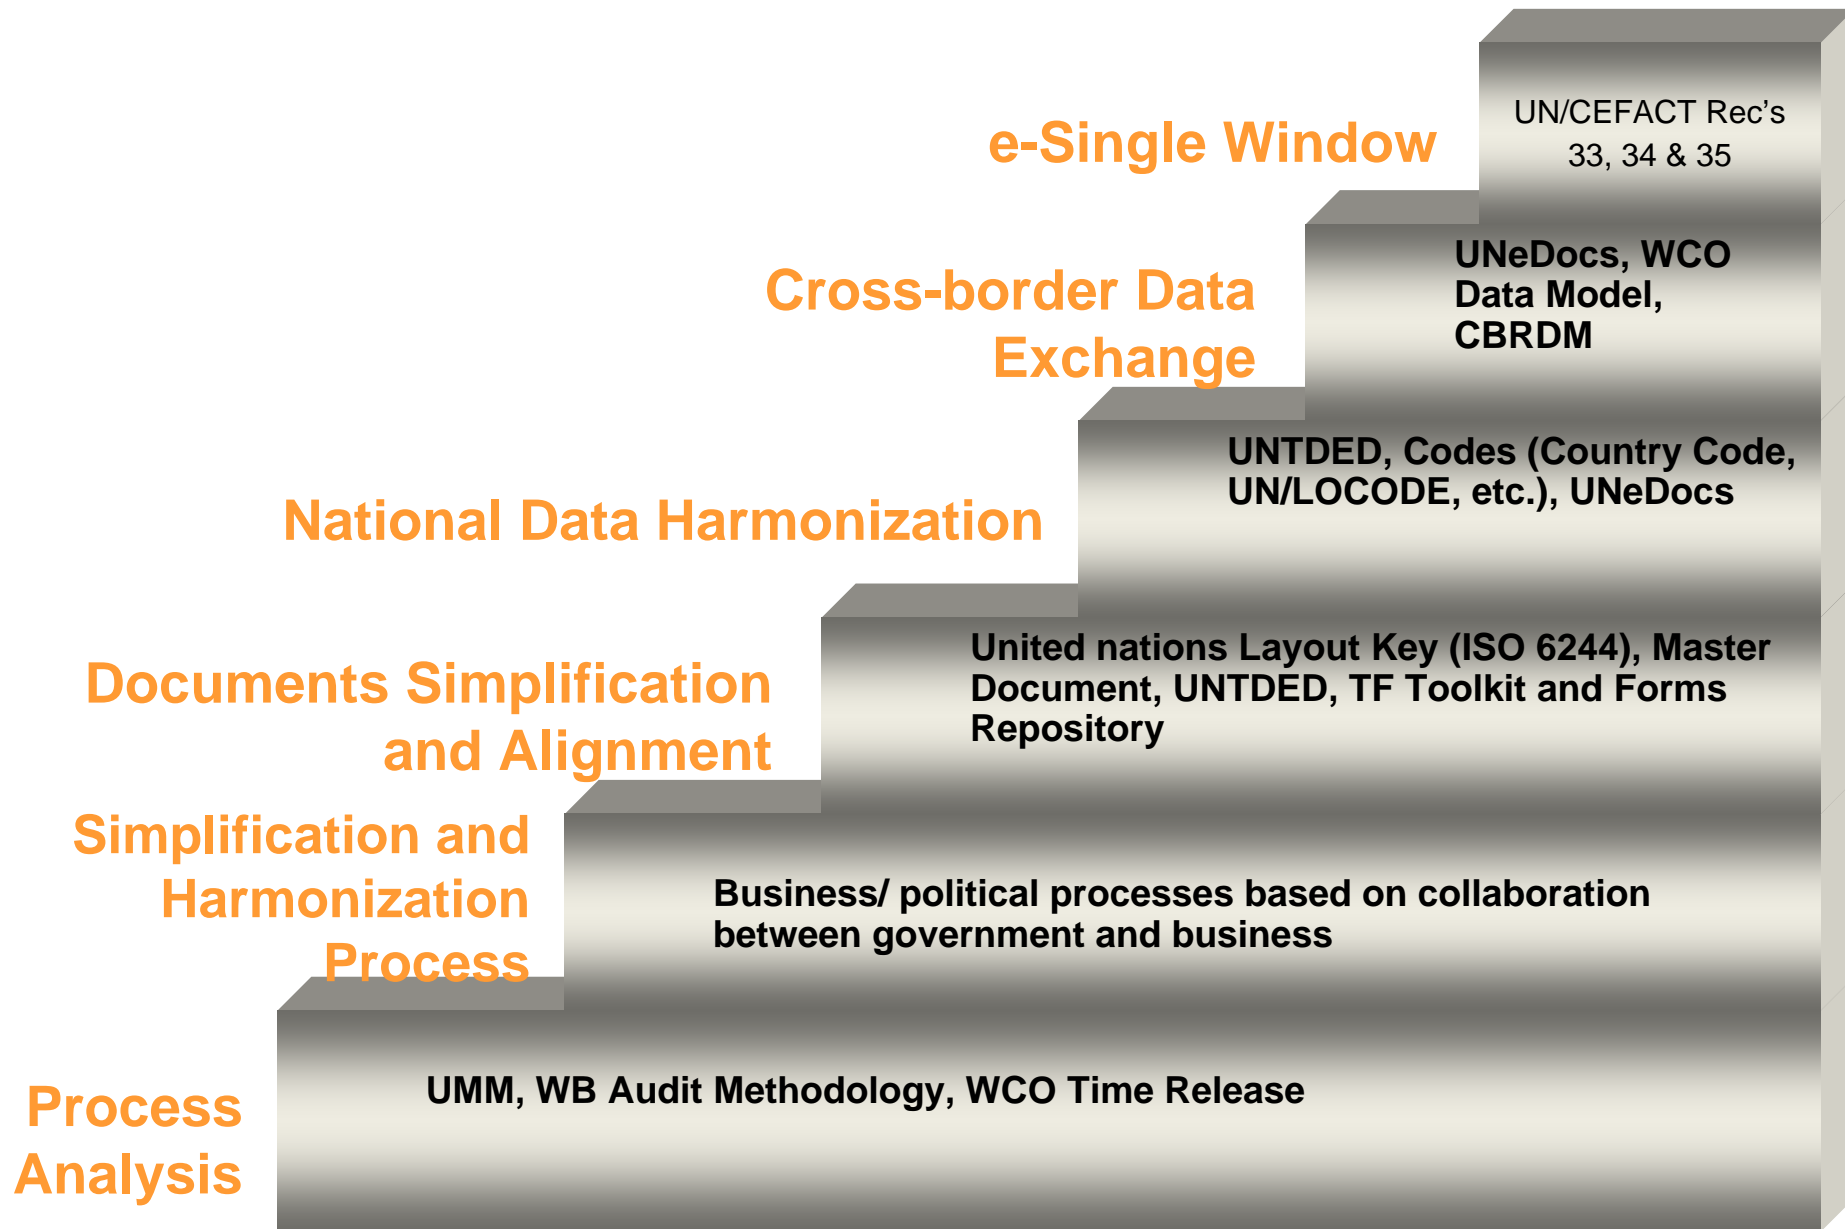 e-Single Window
UN/CEFACT Rec’s
33, 34 & 35
Cross-border Data
Exchange
UNeDocs, WCO
Data Model,
CBRDM
National Data Harmonization
UNTDED, Codes (Country Code,
UN/LOCODE, etc.), UNeDocs
Documents Simplification
and Alignment
United nations Layout Key (ISO 6244), Master
Document, UNTDED, TF Toolkit and Forms
Repository
Simplification and
Harmonization
Process
Business/ political processes based on collaboration
between government and business
Process
Analysis
UMM, WB Audit Methodology, WCO Time Release